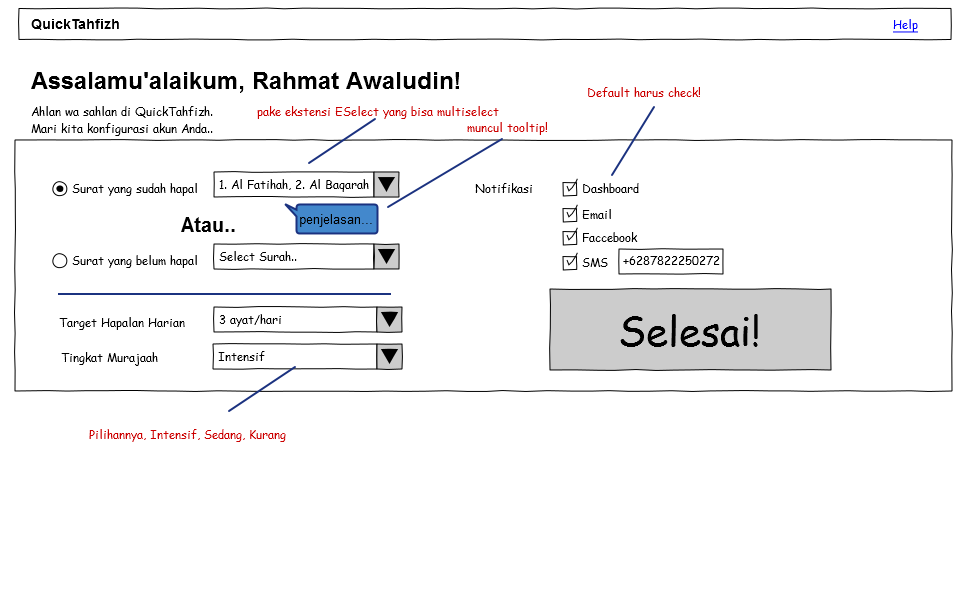 QuickTahfizh
Help
Assalamu'alaikum, Rahmat Awaludin!
Ahlan wa sahlan di QuickTahfizh.
Mari kita konfigurasi akun Anda..
pake ekstensi ESelect yang bisa multiselect
muncul tooltip!
Default harus check!
Surat yang sudah hapal
1. Al Fatihah, 2. Al Baqarah
penjelasan...
Atau..
Surat yang belum hapal
Select Surah..
Target Hapalan Harian
3 ayat/hari
Tingkat Murajaah
Intensif
Pilihannya, Intensif, Sedang, Kurang
Notifikasi
Dashboard
Email
Faccebook
SMS
+6287822250272
Selesai!